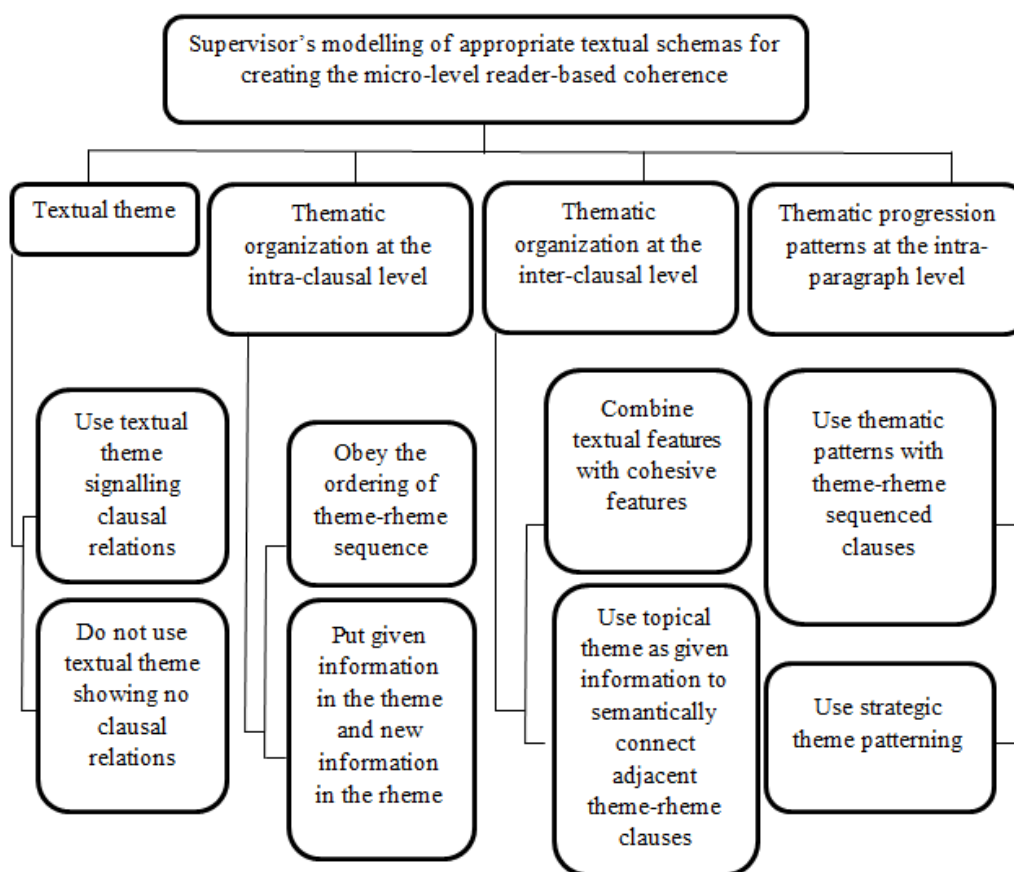 Supervisor’s modelling of appropriate textual schemas for
creating the micro-level reader-based coherence
Textual theme
Thematic
organization at the
intra-clausal level
Thematic
organization at the
inter-clausal level
Thematic progression
patterns at the intra-
paragraph level
Use textual
theme
signalling
clausal
relations
Obey the
ordering of
theme-rheme
sequence
Combine
textual features
with cohesive
features
Use thematic
patterns with
theme-rheme
sequenced
clauses
Do not use
textual theme
showing no
clausal
relations
Put given
information
in the theme
and new
information
in the rheme
Use topical
theme as given
information to
semantically
connect
adjacent
theme-rheme
clauses
Use strategic
theme patterning